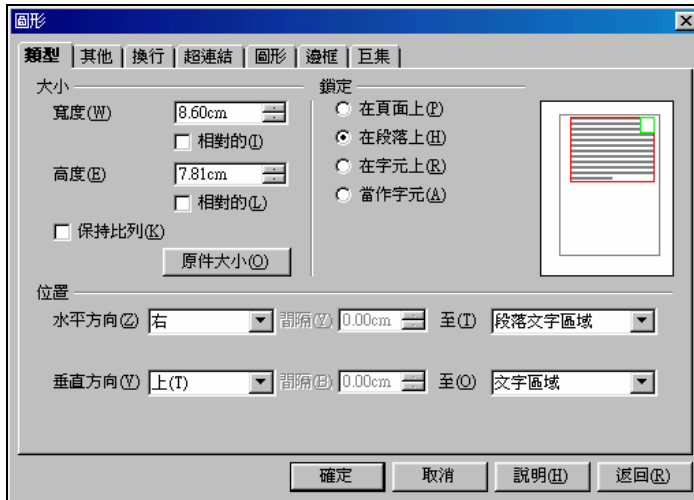 圖形
類型 其他 換行 超連結 圖形 邊框 巨集
大小
寬度(W) 8.60cm
相對的(I)
高度(E) 7.81cm
相對的(L)
保持比列(K)
原件大小(O)
鎖定
在頁面上(P)
在段落上(H)
在字元上(R)
當作字元(A)
位置
水平方向(Z) 右 間隔(Y) 0.00cm 至(T) 段落文字區域
垂直方向(V) 上(T) 間隔(B) 0.00cm 至(O) 文字區域
確定 取消 說明(H) 返回(R)